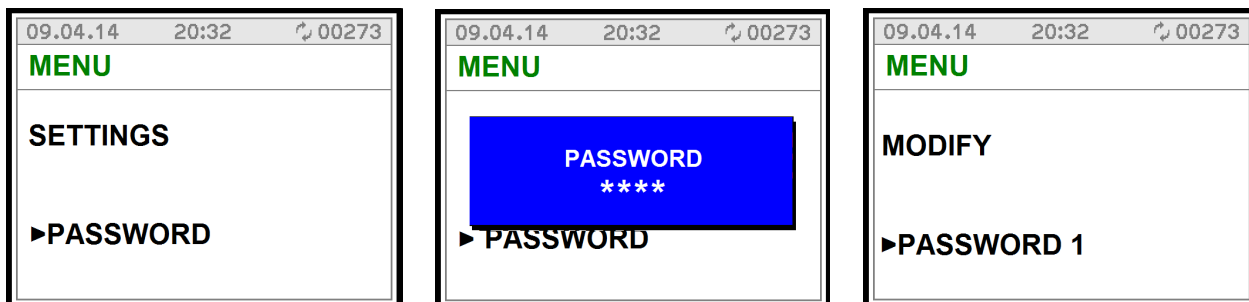 09.04.14 20:32 00273
MENU
SETTINGS
►PASSWORD
09.04.14 20:32 00273
MENU
PASSWORD
****
► PASSWORD
09.04.14 20:32 00273
MENU
MODIFY
►PASSWORD 1